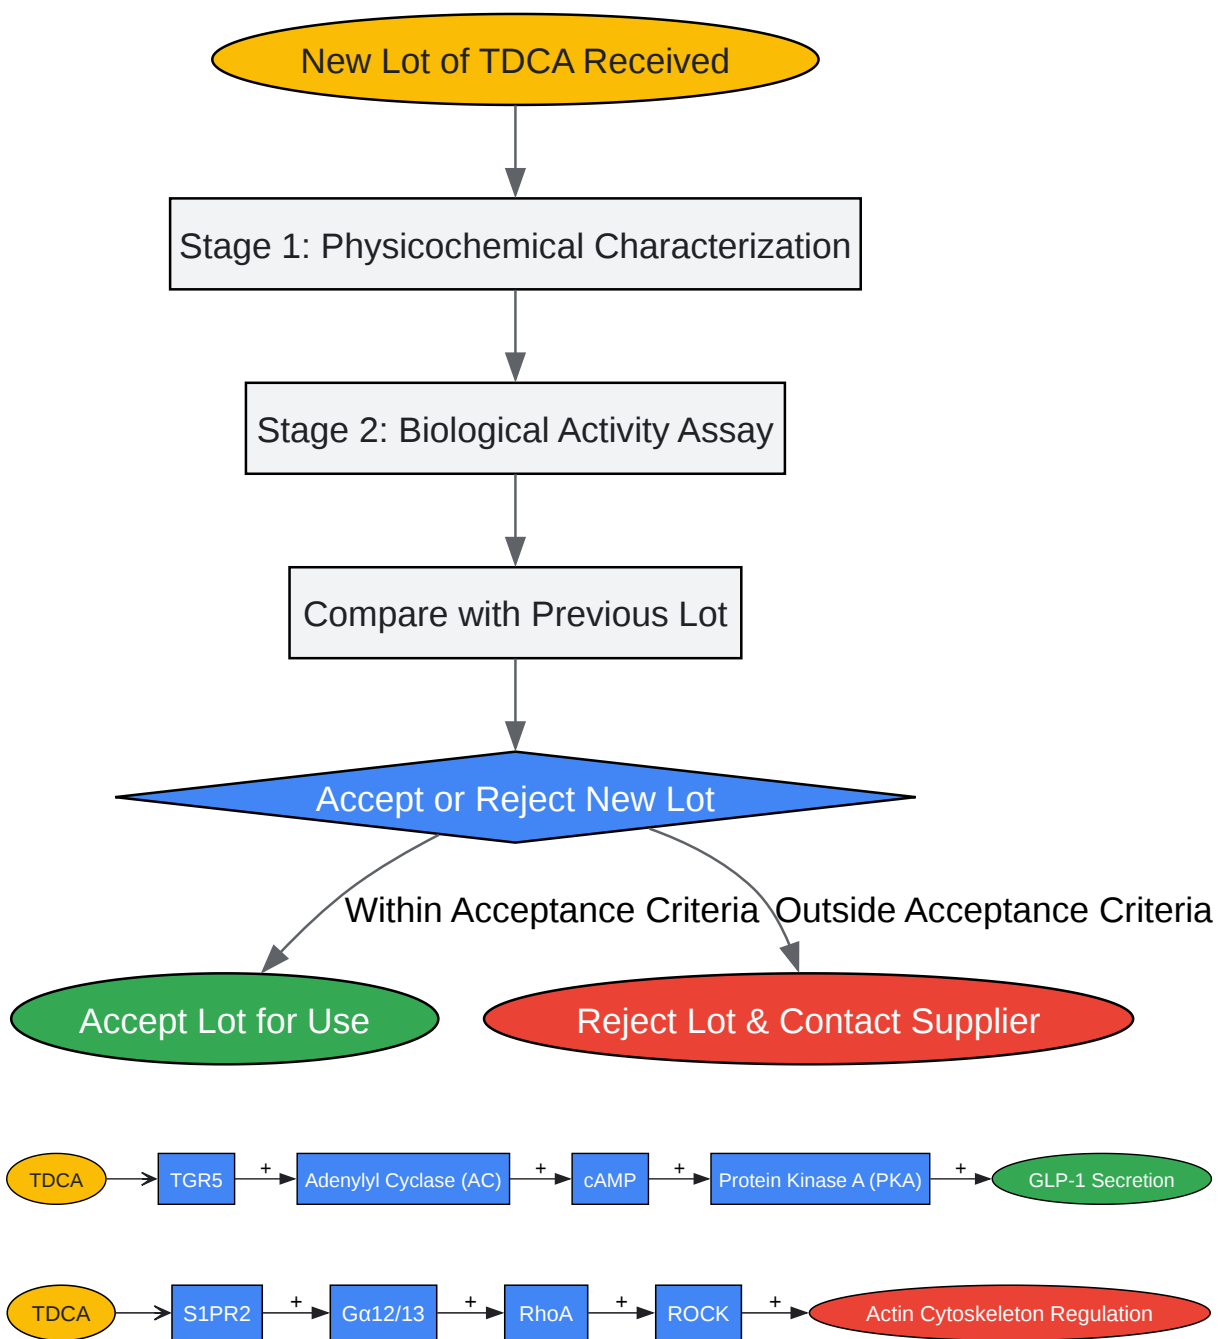 New Lot of TDCA Received
Stage 1: Physicochemical Characterization
Stage 2: Biological Activity Assay
Compare with Previous Lot
Accept or Reject New Lot
Within Acceptance Criteria
Outside Acceptance Criteria
Accept Lot for Use
Reject Lot & Contact Supplier
TDCA
TGR5
+
Adenylyl Cyclase (AC)
+
cAMP
+
Protein Kinase A (PKA)
+
GLP-1 Secretion
TDCA
S1PR2
+
Gα12/13
+
RhoA
+
ROCK
+
Actin Cytoskeleton Regulation